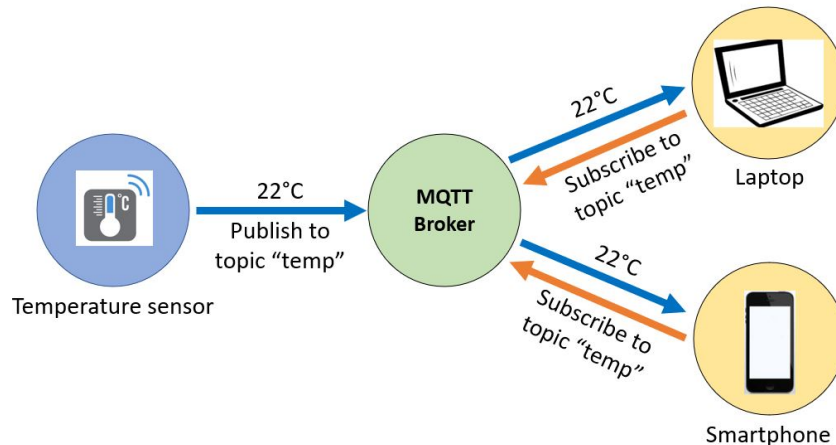 °C
Temperature sensor
22°C
Publish to
topic “temp”
MQTT
Broker
22°C
Subscribe to
topic “temp”
Laptop
22°C
Subscribe to
topic “temp”
Smartphone